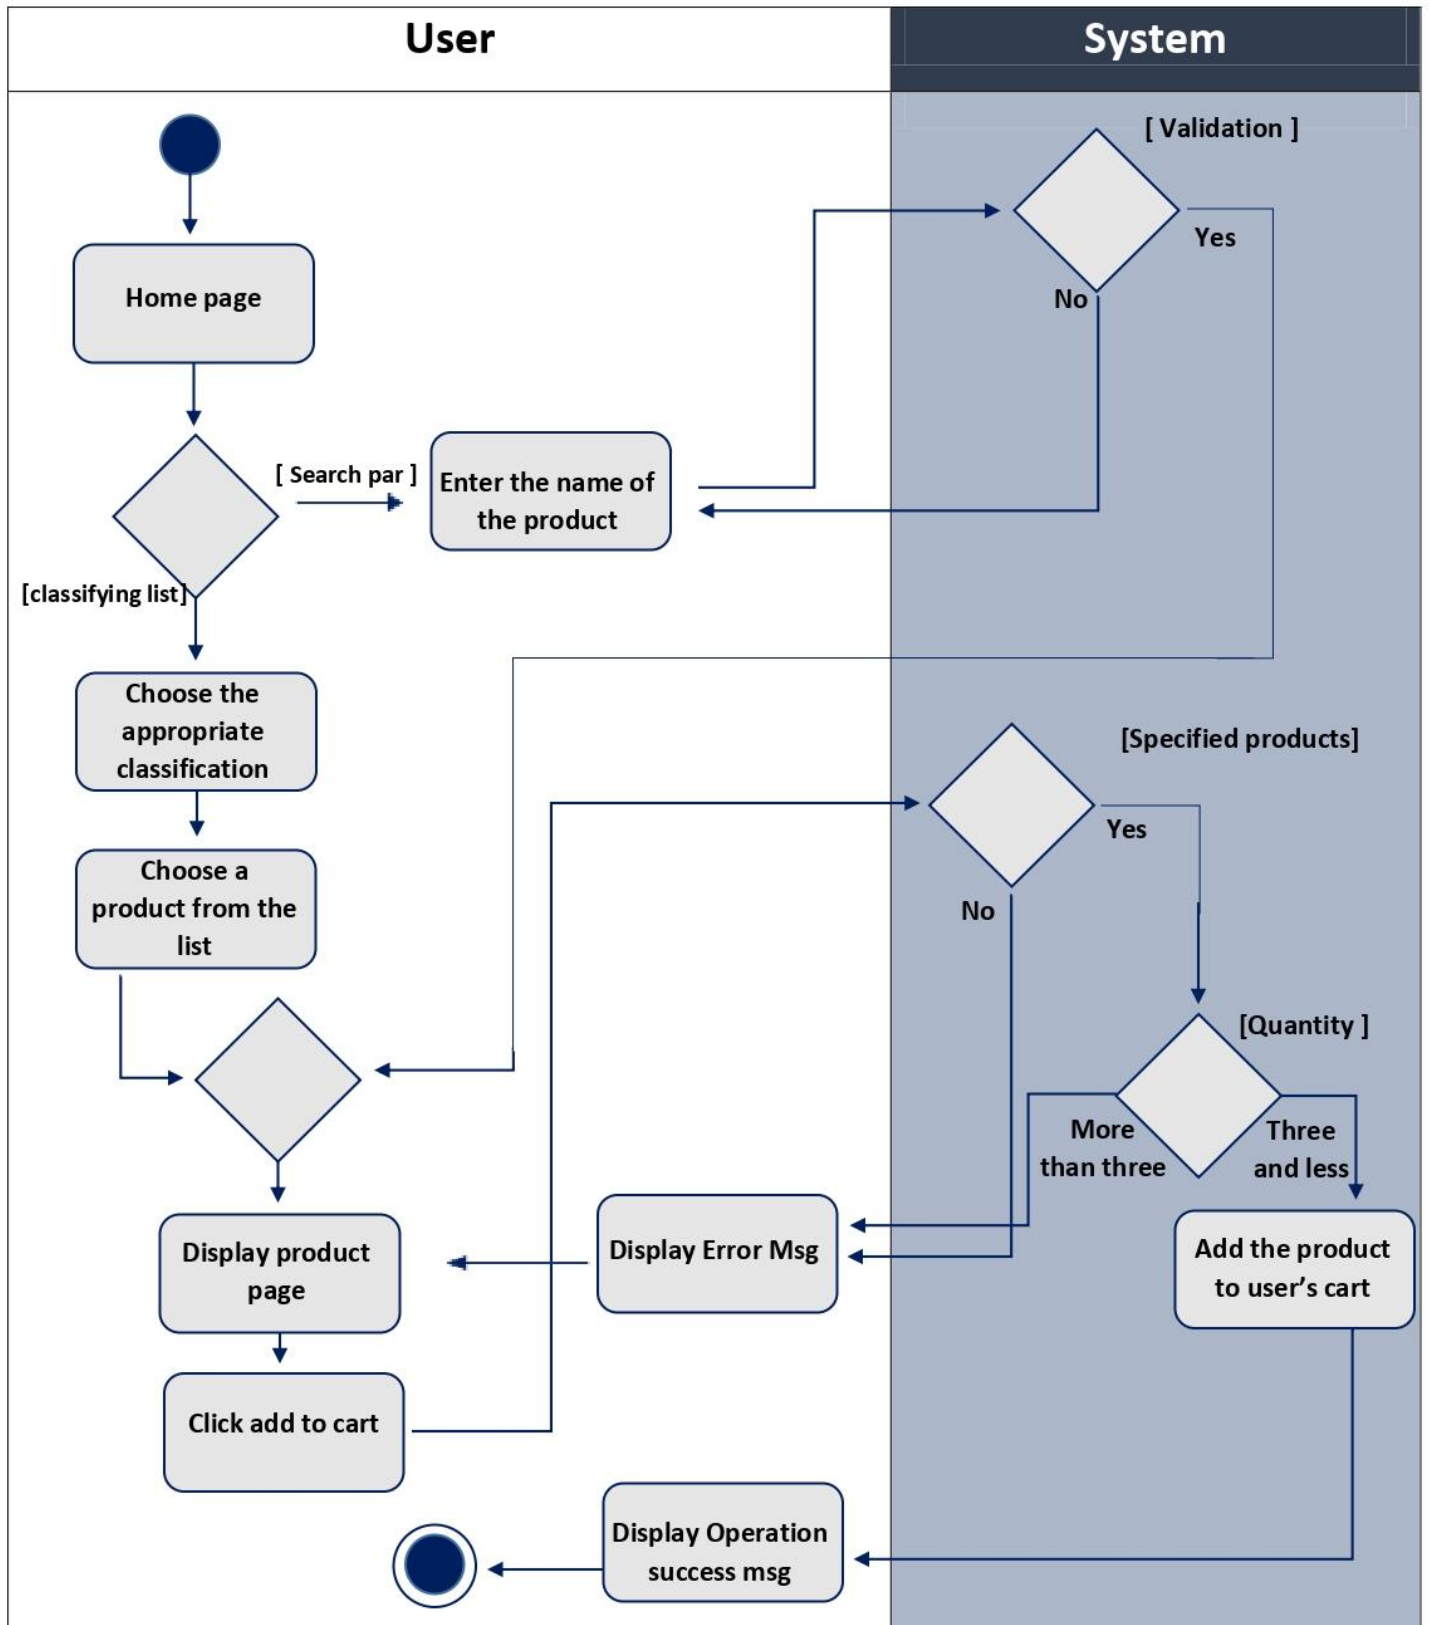 User
System
[ Validation ]
Yes
No
Home page
[ Search par ]
Enter the name of
the product
[classifying list]
Choose the
appropriate
classification
[Specified products]
Yes
No
Choose a
product from the
list
[Quantity ]
More
than three
Three
and less
Display product
page
Display Error Msg
Add the product
to user’s cart
Click add to cart
Display Operation
success msg